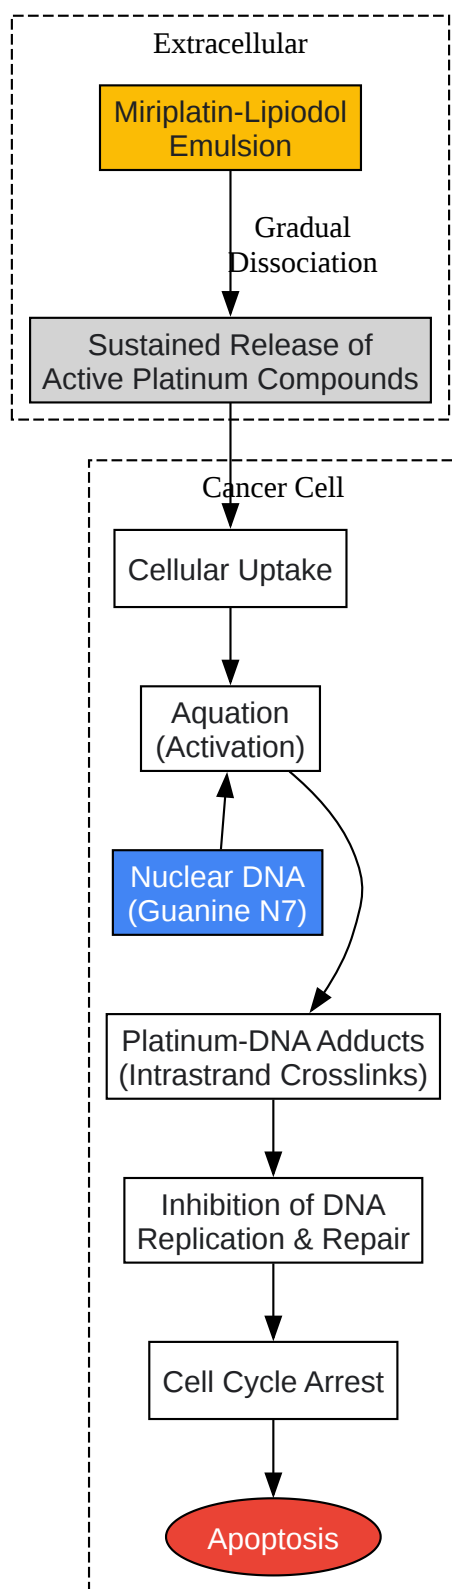 Extracellular
Miriplatin-Lipiodol
Emulsion
Gradual
Dissociation
Sustained Release of
Active Platinum Compounds
Cancer Cell
Cellular Uptake
Aquation
(Activation)
Nuclear DNA
(Guanine N7)
Platinum-DNA Adducts
(Intrastrand Crosslinks)
Inhibition of DNA
Replication & Repair
Cell Cycle Arrest
Apoptosis